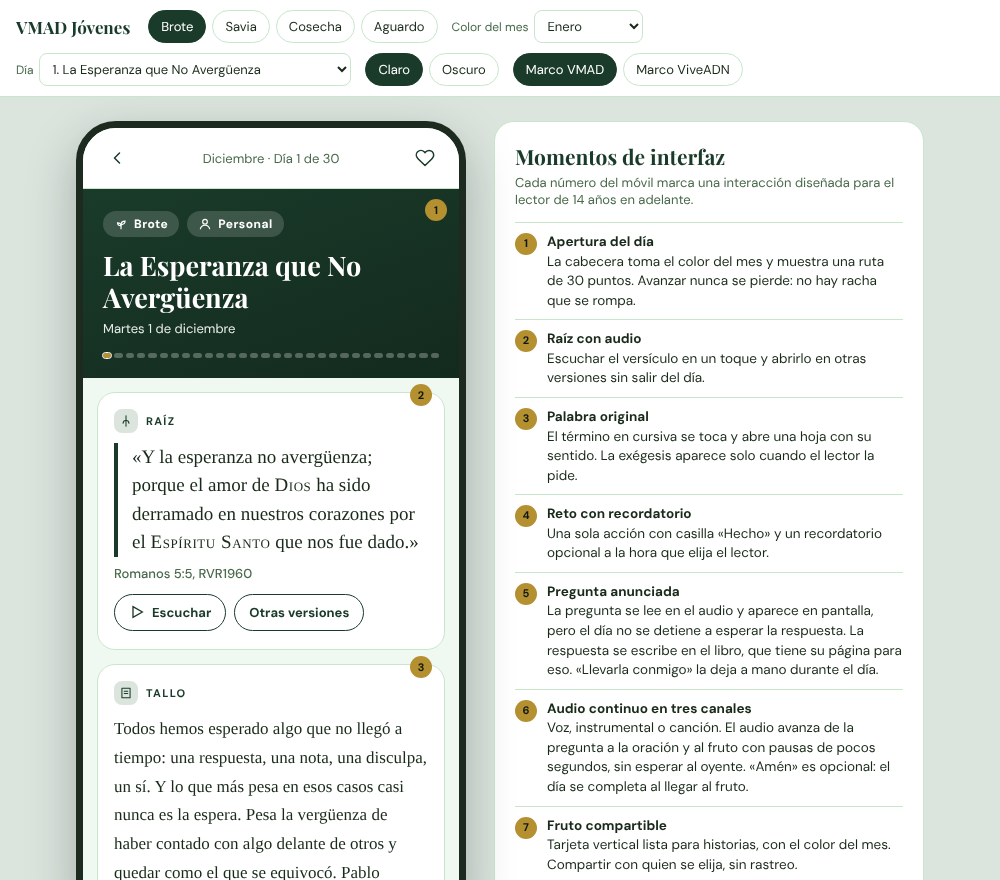 VMAD Jóvenes
Brote
Savia
Cosecha
Aguardo
Color del mes
Enero
Día
1. La Esperanza que No Avergüenza
Claro
Oscuro
Marco VMAD
Marco ViveADN
Diciembre · Día 1 de 30
Brote
Personal
1
La Esperanza que No
Avergüenza
Martes 1 de diciembre
2
RAÍZ
«Y la esperanza no avergüenza;
porque el amor de Dios ha sido
derramado en nuestros corazones por
el Espíritu Santo que nos fue dado.»
Romanos 5:5, RVR1960
Escuchar
Otras versiones
3
TALLO
Todos hemos esperado algo que no llegó a
tiempo: una respuesta, una nota, una disculpa,
un sí. Y lo que más pesa en esos casos casi
nunca es la espera. Pesa la vergüenza de
haber contado con algo delante de otros y
quedar como el que se equivocó. Pablo
Momentos de interfaz
Cada número del móvil marca una interacción diseñada para el
lector de 14 años en adelante.
1
Apertura del día
La cabecera toma el color del mes y muestra una ruta
de 30 puntos. Avanzar nunca se pierde: no hay racha
que se rompa.
2
Raíz con audio
Escuchar el versículo en un toque y abrirlo en otras
versiones sin salir del día.
3
Palabra original
El término en cursiva se toca y abre una hoja con su
sentido. La exégesis aparece solo cuando el lector la
pide.
4
Reto con recordatorio
Una sola acción con casilla «Hecho» y un recordatorio
opcional a la hora que elija el lector.
5
Pregunta anunciada
La pregunta se lee en el audio y aparece en pantalla,
pero el día no se detiene a esperar la respuesta. La
respuesta se escribe en el libro, que tiene su página para
eso. «Llevarla conmigo» la deja a mano durante el día.
6
Audio continuo en tres canales
Voz, instrumental o canción. El audio avanza de la
pregunta a la oración y al fruto con pausas de pocos
segundos, sin esperar al oyente. «Amén» es opcional: el
día se completa al llegar al fruto.
7
Fruto compartible
Tarjeta vertical lista para historias, con el color del mes.
Compartir con quien se elija, sin rastreo.